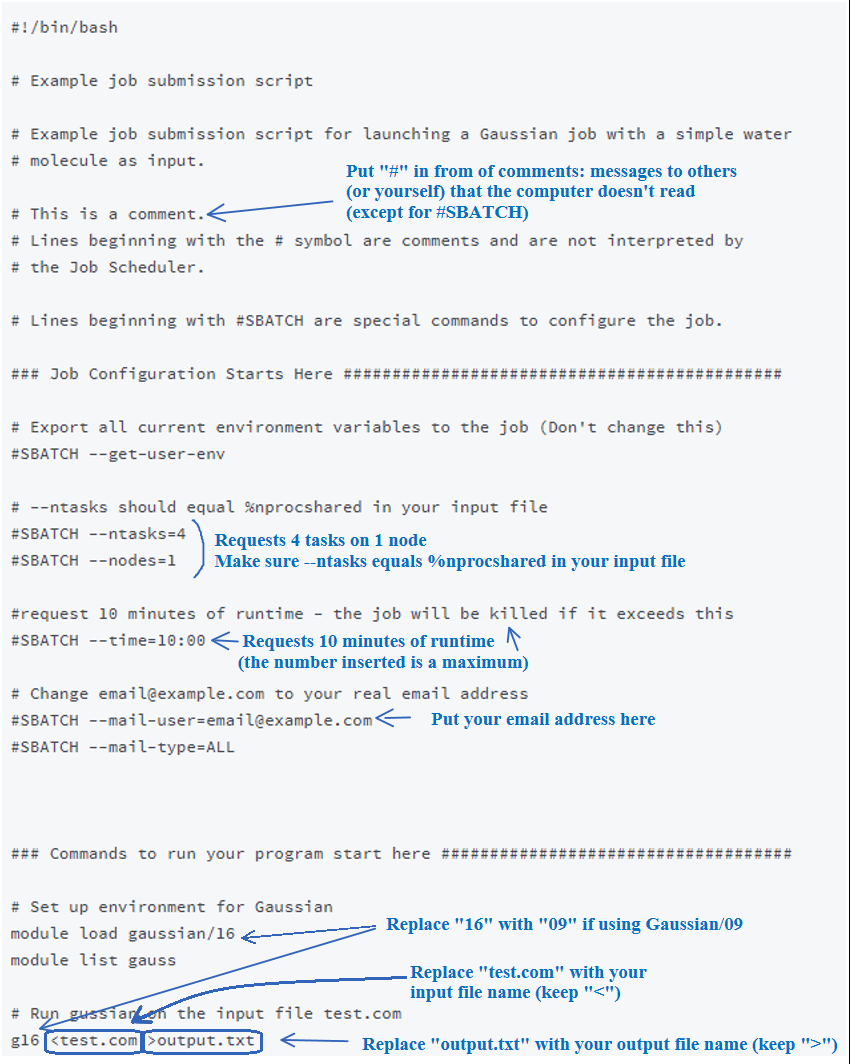 #!/bin/bash
# Example job submission script
# Example job submission script for launching a Gaussian job with a simple water
# molecule as input.
Put "#" in from of comments: messages to others
(or yourself) that the computer doesn't read
(except for #SBATCH)
# This is a comment.
# Lines beginning with the # symbol are comments and are not interpreted by
# the Job Scheduler.
# Lines beginning with #SBATCH are special commands to configure the job.
### Job Configuration Starts Here #############################################
# Export all current environment variables to the job (Don't change this)
#SBATCH --get-user-env
# --ntasks should equal %nprocshared in your input file
#SBATCH --ntasks=4
#SBATCH --nodes=1
Requests 4 tasks on 1 node
Make sure --ntasks equals %nprocshared in your input file
#request 10 minutes of runtime - the job will be killed if it exceeds this
#SBATCH --time=10:00
Requests 10 minutes of runtime
(the number inserted is a maximum)
# Change email@example.com to your real email address
#SBATCH --mail-user=email@example.com
Put your email address here
#SBATCH --mail-type=ALL
### Commands to run your program start here ####################################
# Set up environment for Gaussian
module load gaussian/16
Replace "16" with "09" if using Gaussian/09
module list gauss
Replace "test.com" with your
input file name (keep "<")
# Run gussian on the input file test.com
g16 <test.com >output.txt
Replace "output.txt" with your output file name (keep ">")